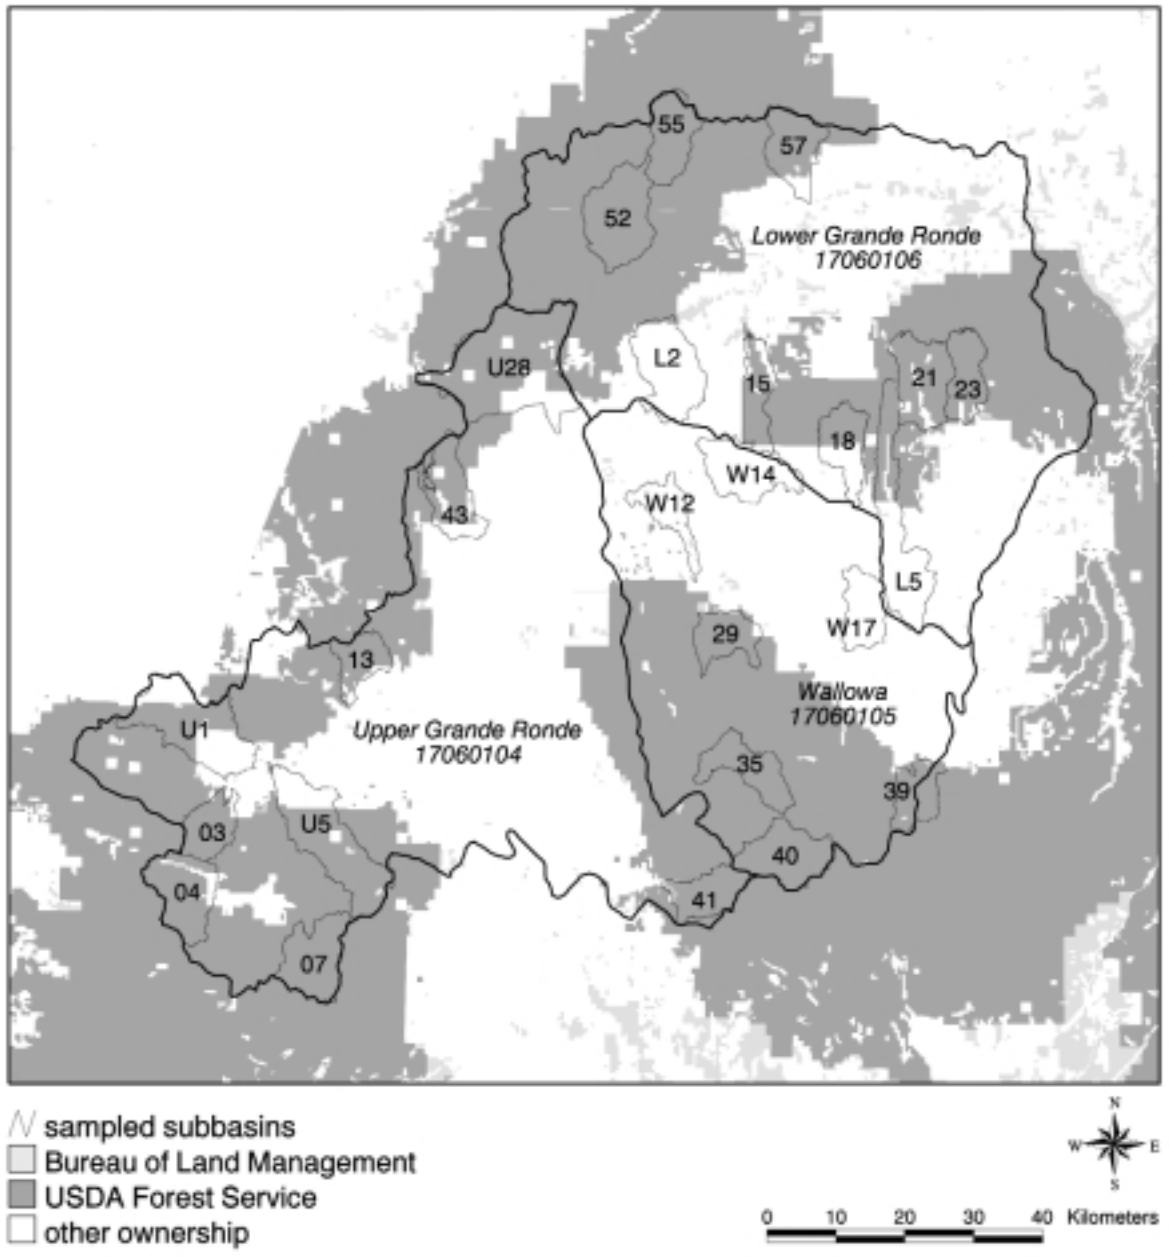 55
57
52
Lower Grande Ronde
17060106
U28
L2
15
21
23
18
W14
W12
43
L5
W17
29
13
Wallowa
17060105
U1
Upper Grande Ronde
17060104
35
39
03
U5
40
04
41
07
sampled subbasins
Bureau of Land Management
USDA Forest Service
other ownership
N
W E
S
0 10 20 30 40 Kilometers